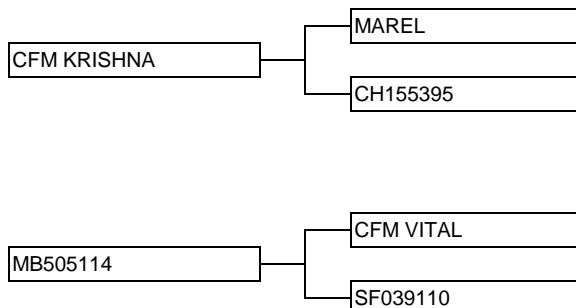 MAREL
CFM KRISHNA
CH155395
CFM VITAL
MB505114
SF039110